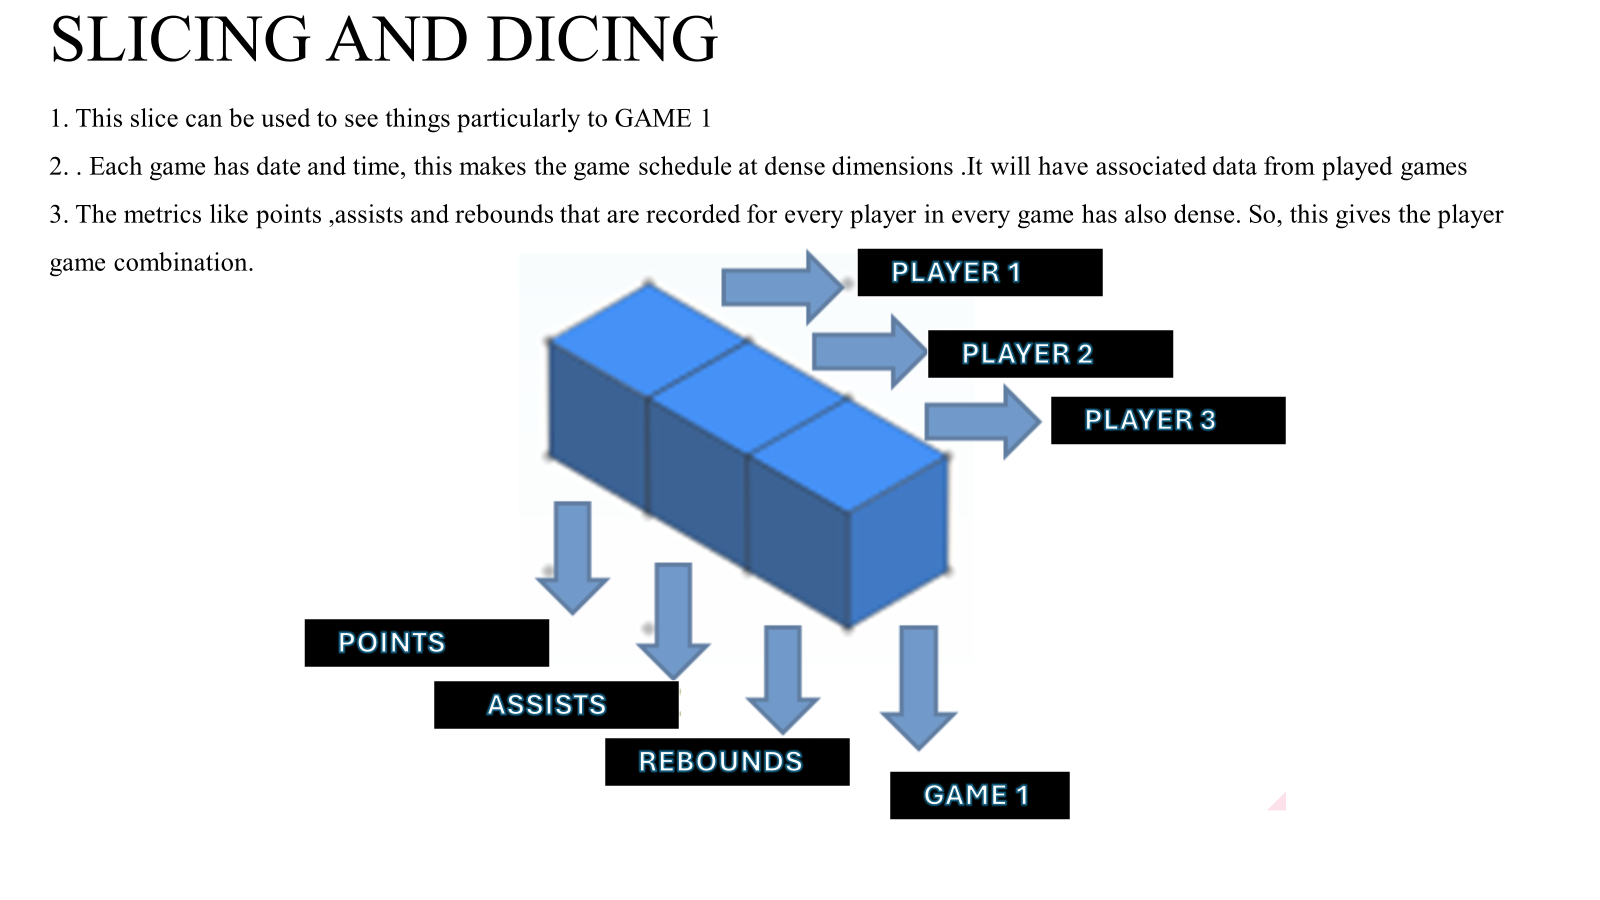 SLICING AND DICING
1. This slice can be used to see things particularly to GAME 1
2. . Each game has date and time, this makes the game schedule at dense dimensions .It will have associated data from played games
3. The metrics like points ,assists and rebounds that are recorded for every player in every game has also dense. So, this gives the player
game combination.
PLAYER 1
PLAYER 2
PLAYER 3
POINTS
ASSISTS
REBOUNDS
GAME 1